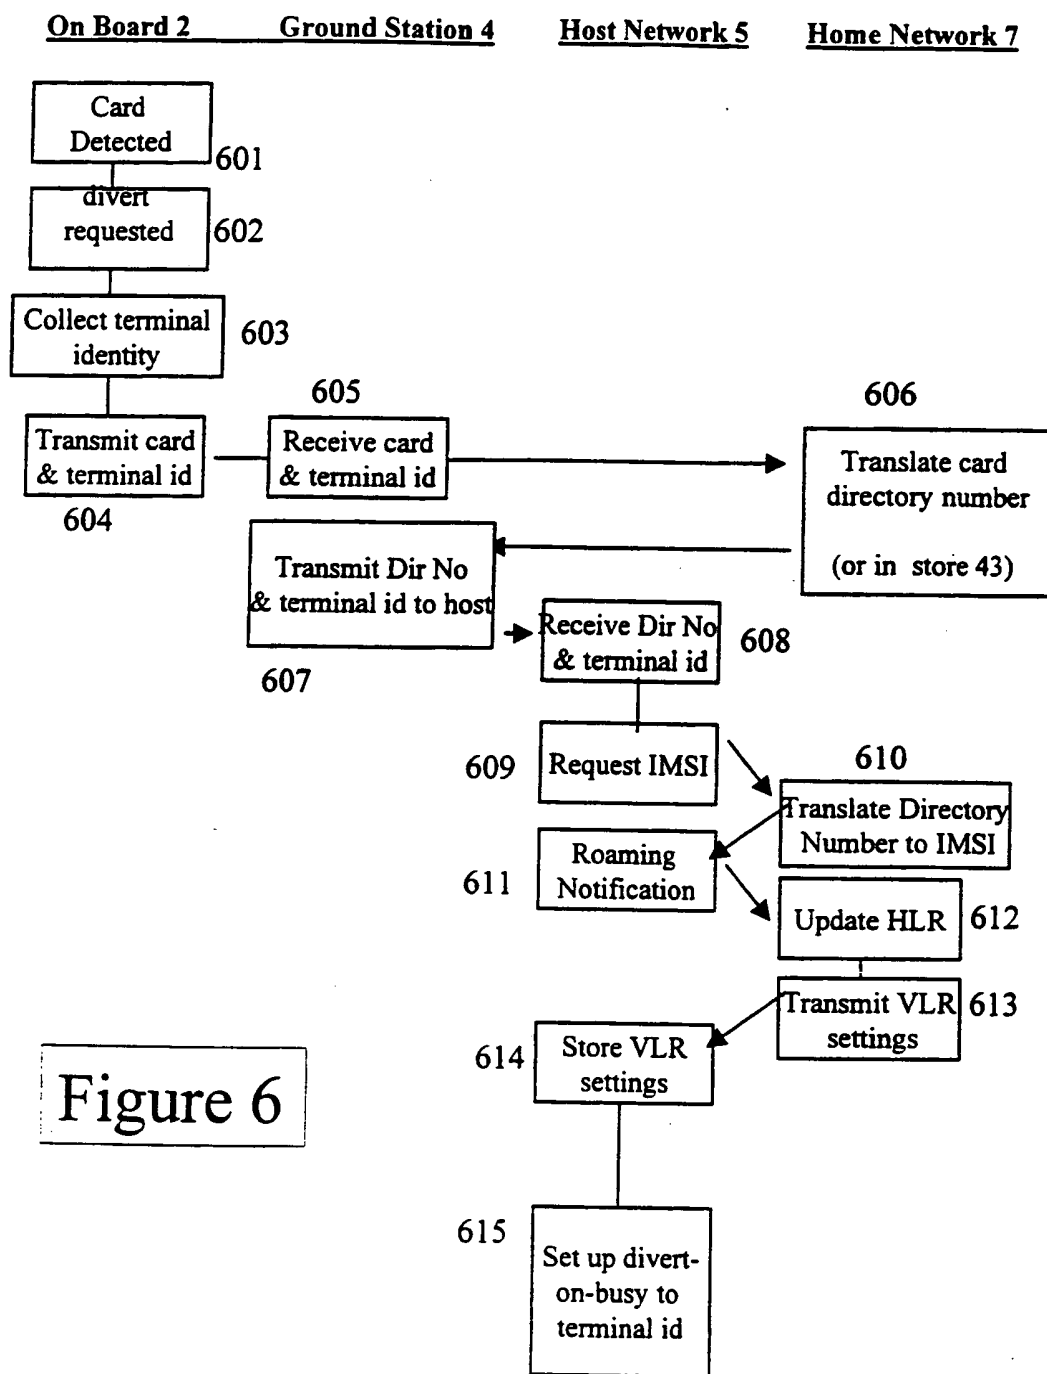 On Board 2 Ground Station 4 Host Network 5 Home Network 7
Card
Detected
601
divert
requested
602
Collect terminal
identity
603
605
606
Transmit card
& terminal id
604
Receive card
& terminal id
Translate card
directory number
(or in store 43)
Transmit Dir No
& terminal id to host
607
Receive Dir No
& terminal id
608
609
Request IMSI
610
Translate Directory
Number to IMSI
611
Roaming
Notification
Update HLR
612
Transmit VLR
settings
613
614
Store VLR
settings
Figure 6
615
Set up divert-
on-busy to
terminal id